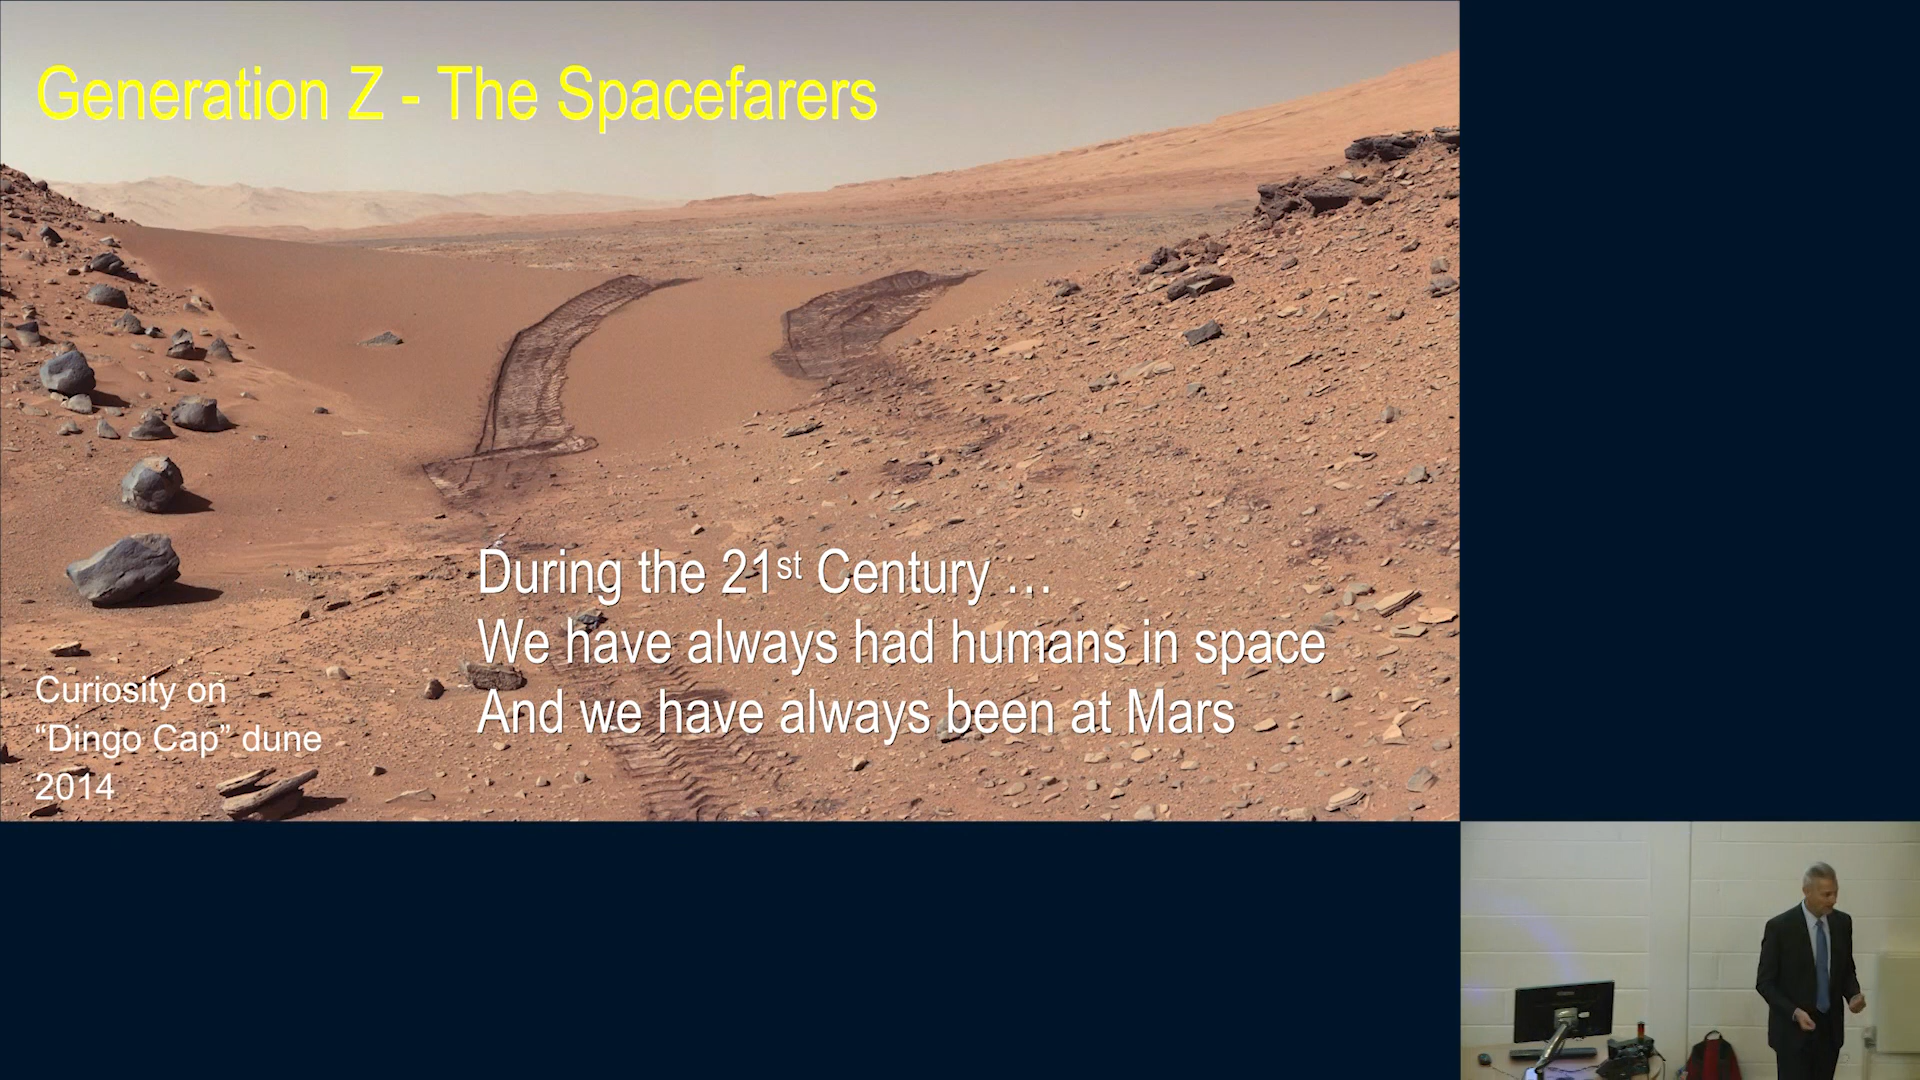 Generation Z - The Spacefarers
During the 21st Century …
We have always had humans in space
And we have always been at Mars
Curiosity on
“Dingo Cap” dune
2014